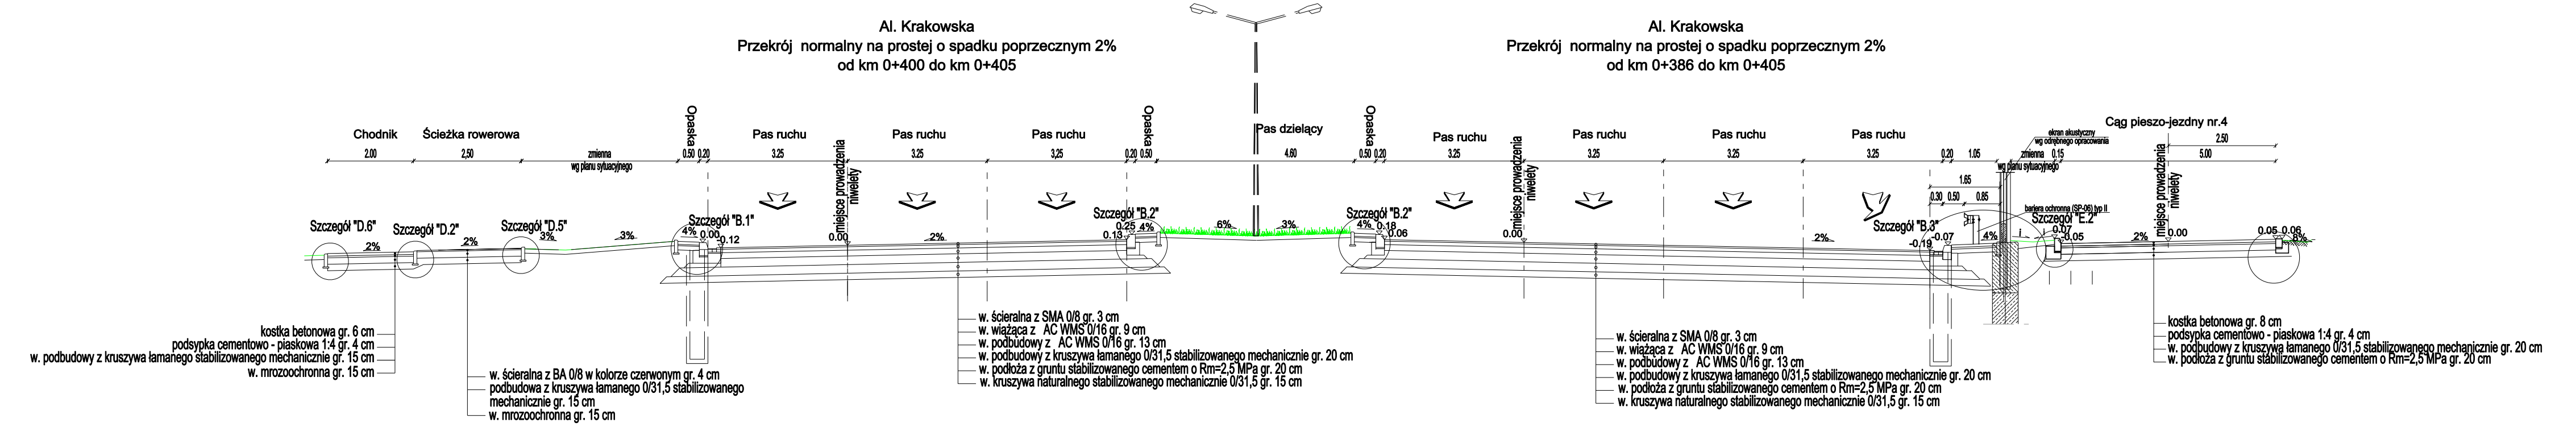 Al. Krakowska
Przekrój normalny na prostej o spadku poprzecznym 2%
od km 0+400 do km 0+405
Al. Krakowska
Przekrój normalny na prostej o spadku poprzecznym 2%
od km 0+386 do km 0+405
Chodnik
Ścieżka rowerowa
Opaska
Pas ruchu
miejsce prowadzenia
niwelety
Pas ruchu
Pas ruchu
Opaska
Pas dzielący
Opaska
Pas ruchu
miejsce prowadzenia
niwelety
Pas ruchu
Pas ruchu
Pas ruchu
ekran akustyczny
wg odrębnego opracowania
Cąg pieszo-jezdny nr.4
2.50
2.00
2,50
zmienna
wg planu sytuacyjnego
0.50
0.20
3.25
3.25
3.25
0.20
0.50
4.60
0.50
0.20
3.25
3.25
3.25
3.25
0.20
1.05
zmienna
wg planu sytuacyjnego
0.15
5.00
miejsce prowadzenia
niwelety
1.65
0.30
0.50
0.85
bariera ochronna (SP-06) typ II
Szczegół "D.6"
Szczegół "D.2"
Szczegół "D.5"
Szczegół "B.1"
Szczegół "B.2"
Szczegół "B.2"
Szczegół "B.3"
Szczegół "E.2"
2%
2%
3%
3%
4%
0.00
-0.12
0.00
2%
0.13
0.25
4%
6%
3%
4%
0.18
0.06
0.00
2%
-0.19
-0.07
4%
i
i
0.07
-0.05
2%
0.00
0.05
0.06
8%
kostka betonowa gr. 6 cm
podsypka cementowo - piaskowa 1:4 gr. 4 cm
w. podbudowy z kruszywa łamanego stabilizowanego mechanicznie gr. 15 cm
w. mrozoochronna gr. 15 cm
w. ścieralna z BA 0/8 w kolorze czerwonym gr. 4 cm
podbudowa z kruszywa łamanego 0/31,5 stabilizowanego
mechanicznie gr. 15 cm
w. mrozoochronna gr. 15 cm
w. ścieralna z SMA 0/8 gr. 3 cm
w. wiążąca z AC WMS 0/16 gr. 9 cm
w. podbudowy z AC WMS 0/16 gr. 13 cm
w. podbudowy z kruszywa łamanego 0/31,5 stabilizowanego mechanicznie gr. 20 cm
w. podłoża z gruntu stabilizowanego cementem o Rm=2,5 MPa gr. 20 cm
w. kruszywa naturalnego stabilizowanego mechanicznie 0/31,5 gr. 15 cm
w. ścieralna z SMA 0/8 gr. 3 cm
w. wiążąca z AC WMS 0/16 gr. 9 cm
w. podbudowy z AC WMS 0/16 gr. 13 cm
w. podbudowy z kruszywa łamanego 0/31,5 stabilizowanego mechanicznie gr. 20 cm
w. podłoża z gruntu stabilizowanego cementem o Rm=2,5 MPa gr. 20 cm
w. kruszywa naturalnego stabilizowanego mechanicznie 0/31,5 gr. 15 cm
kostka betonowa gr. 8 cm
podsypka cementowo - piaskowa 1:4 gr. 4 cm
w. podbudowy z kruszywa łamanego 0/31,5 stabilizowanego mechanicznie gr. 20 cm
w. podłoża z gruntu stabilizowanego cementem o Rm=2,5 MPa gr. 20 cm